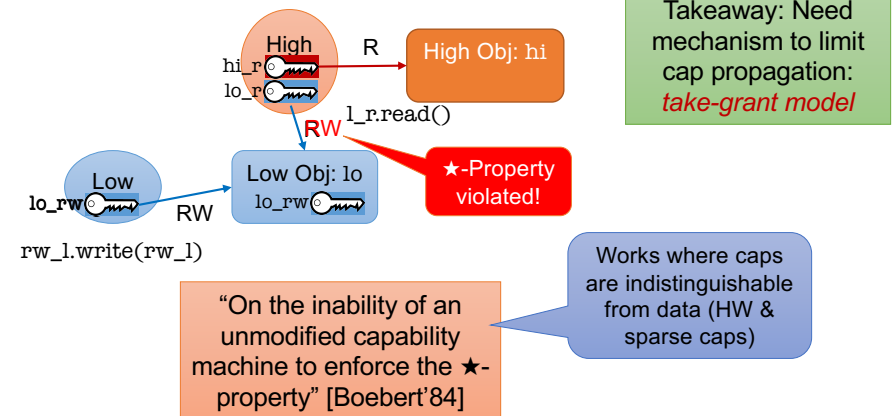 Takeaway: Need
mechanism to limit
cap propagation:
take-grant model
High
R
High Obj: hi
hi_r
lo_r
l_r.read()
RW
★-Property
violated!
Low
lo_rw
RW
Low Obj: lo
lo_rw
rw_l.write(rw_l)
Works where caps
are indistinguishable
from data (HW &
sparse caps)
“On the inability of an
unmodified capability
machine to enforce the ★-
property” [Boebert’84]